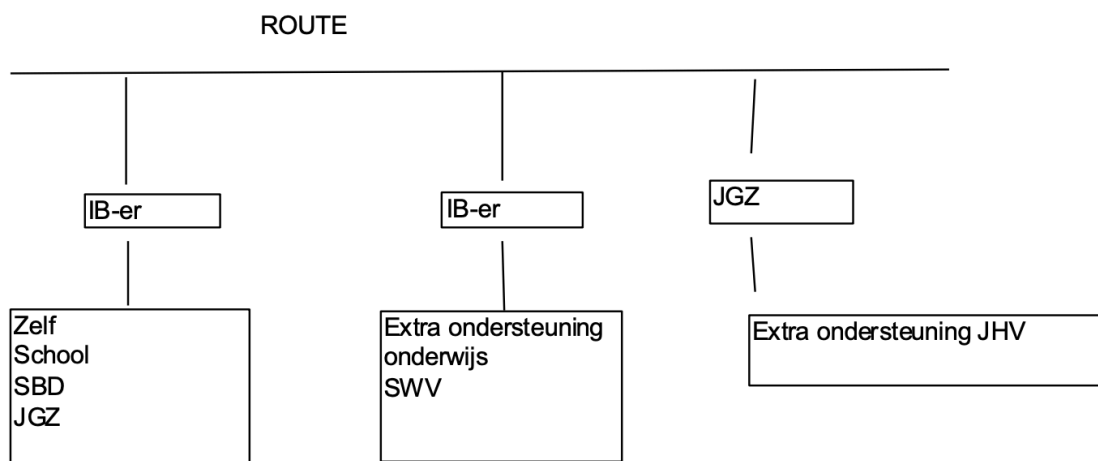 ROUTE
IB-er
IB-er
JGZ
Zelf
School
SBD
JGZ
Extra ondersteuning
onderwijs
SWV
Extra ondersteuning JHV